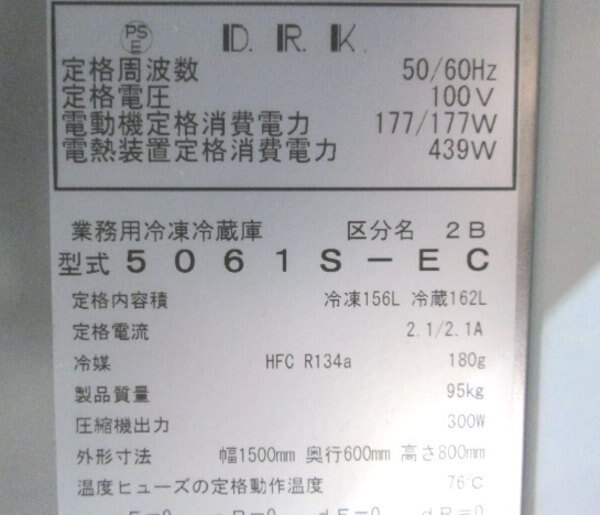 PS E D.R.K.
定格周波数 50/60Hz
定格電圧 100V
電動機定格消費電力 177/177W
電熱装置定格消費電力 439W
業務用冷凍冷蔵庫 区分名 2B
型式 5061S-EC
定格内容積 冷凍156L 冷蔵162L
定格電流 2.1/2.1A
冷媒 HFC R134a 180g
製品質量 95kg
圧縮機出力 300W
外形寸法 幅1500mm 奥行600mm 高さ800mm
温度ヒューズの定格動作温度 76℃